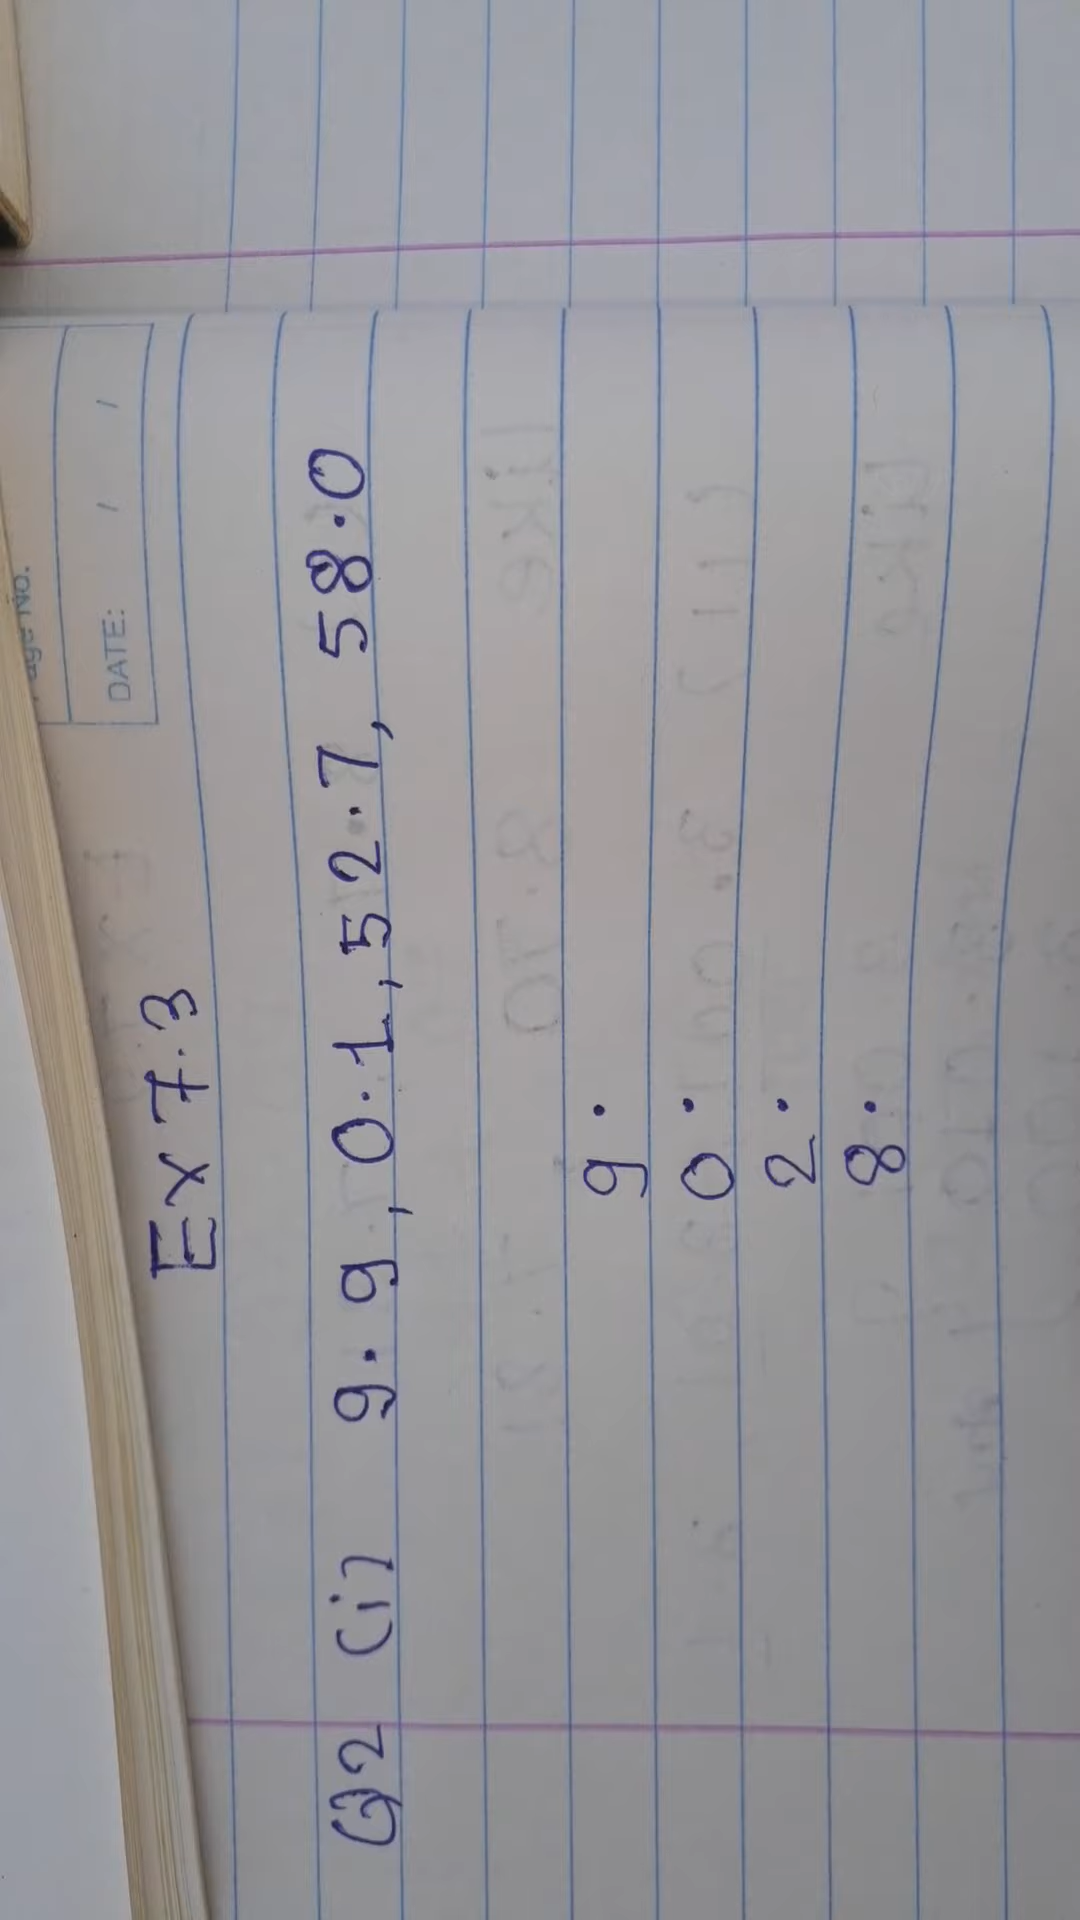 Page No.
DATE: / /
Ex 7.3
Q2 (i) 9.9, 0.1, 52.7, 58.0
9.
0.
2.
8.